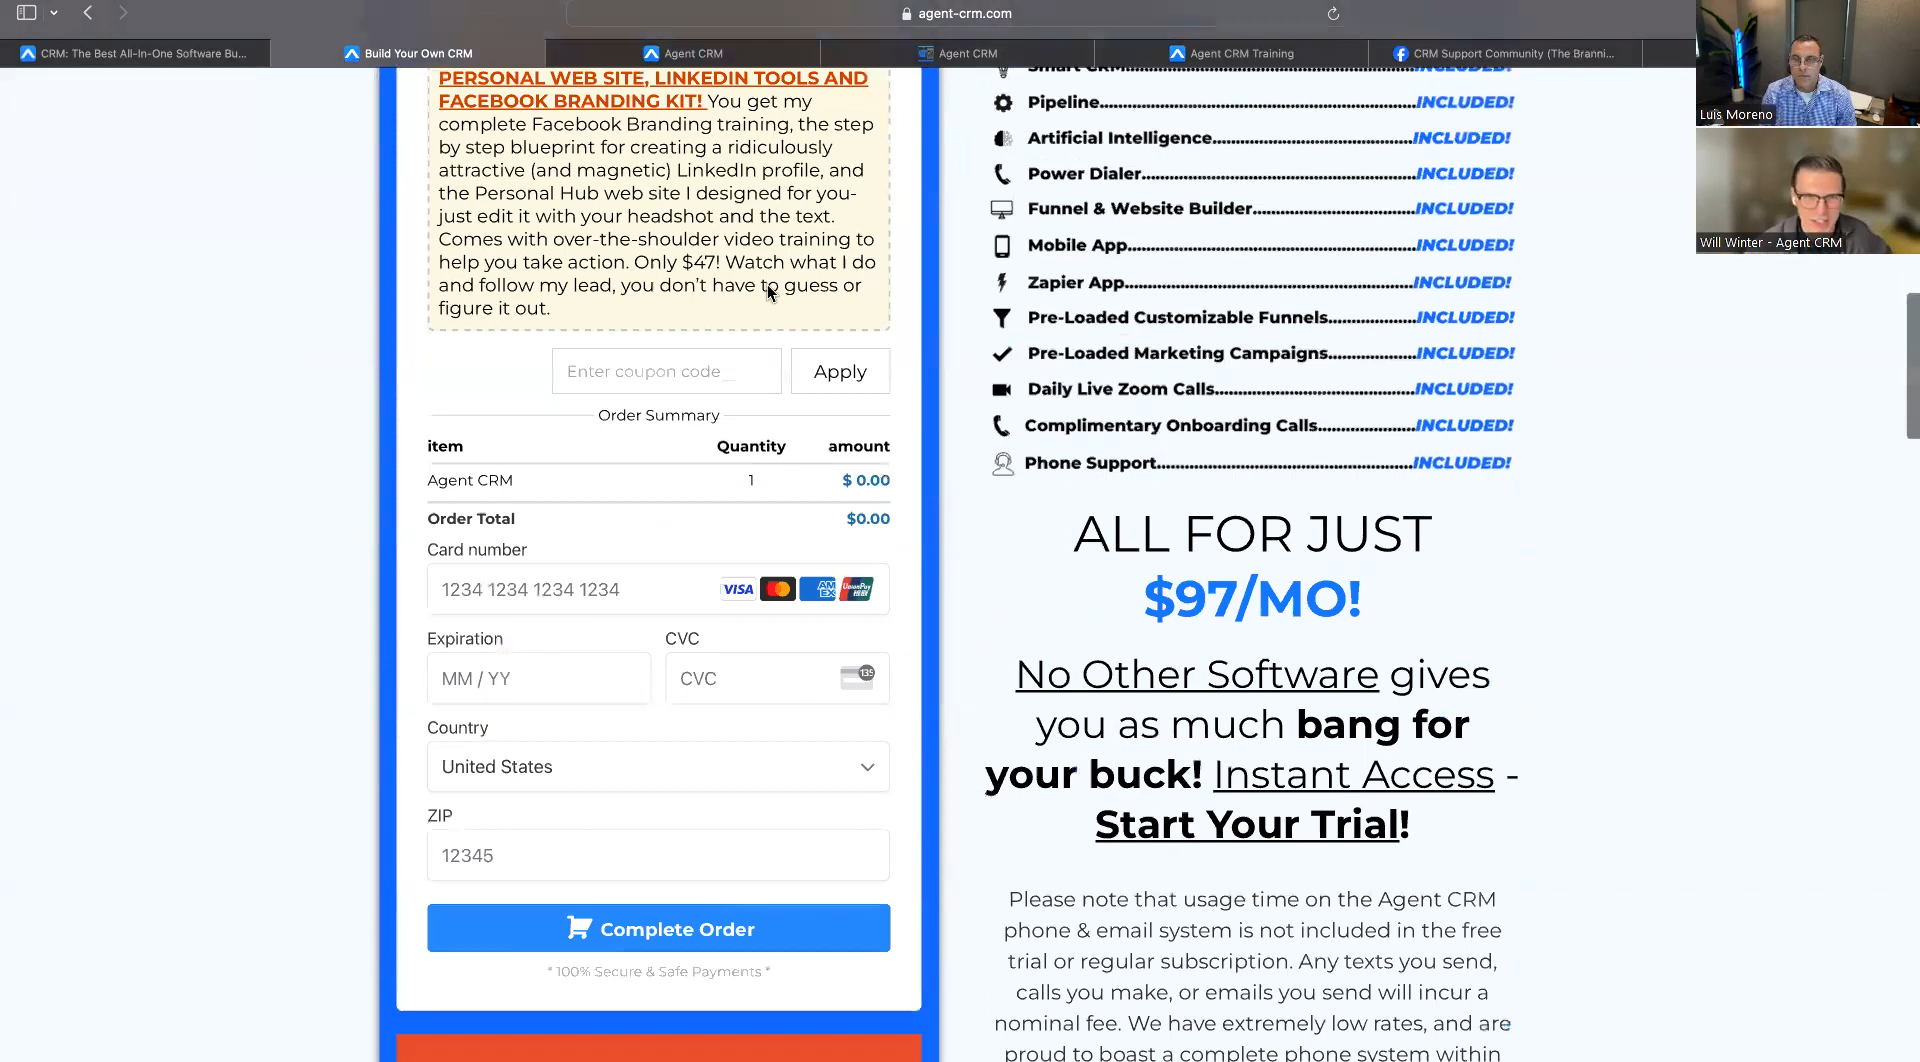 agent-crm.com
CRM: The Best All-In-One Software Bu...
Build Your Own CRM
Agent CRM
Agent CRM
Agent CRM Training
CRM Support Community (The Branni...
PERSONAL WEB SITE, LINKEDIN TOOLS AND
FACEBOOK BRANDING KIT! You get my
complete Facebook Branding training, the step
by step blueprint for creating a ridiculously
attractive (and magnetic) LinkedIn profile, and
the Personal Hub web site I designed for you-
just edit it with your headshot and the text.
Comes with over-the-shoulder video training to
help you take action. Only $47! Watch what I do
and follow my lead, you don't have to guess or
figure it out.
Enter coupon code
Apply
Order Summary
item Quantity amount
Agent CRM 1 $ 0.00
Order Total $0.00
Card number
1234 1234 1234 1234
VISA
AM EX
UnionPay
Expiration CVC
MM / YY CVC
135
Country
United States
ZIP
12345
Complete Order
* 100% Secure & Safe Payments *
Smart CRM INCLUDED!
Pipeline INCLUDED!
Artificial Intelligence INCLUDED!
Power Dialer INCLUDED!
Funnel & Website Builder INCLUDED!
Mobile App INCLUDED!
Zapier App INCLUDED!
Pre-Loaded Customizable Funnels INCLUDED!
Pre-Loaded Marketing Campaigns INCLUDED!
Daily Live Zoom Calls INCLUDED!
Complimentary Onboarding Calls INCLUDED!
Phone Support INCLUDED!
ALL FOR JUST
$97/MO!
No Other Software gives
you as much bang for
your buck! Instant Access -
Start Your Trial!
Please note that usage time on the Agent CRM
phone & email system is not included in the free
trial or regular subscription. Any texts you send,
calls you make, or emails you send will incur a
nominal fee. We have extremely low rates, and are
proud to boast a complete phone system within
Luis Moreno
Will Winter - Agent CRM